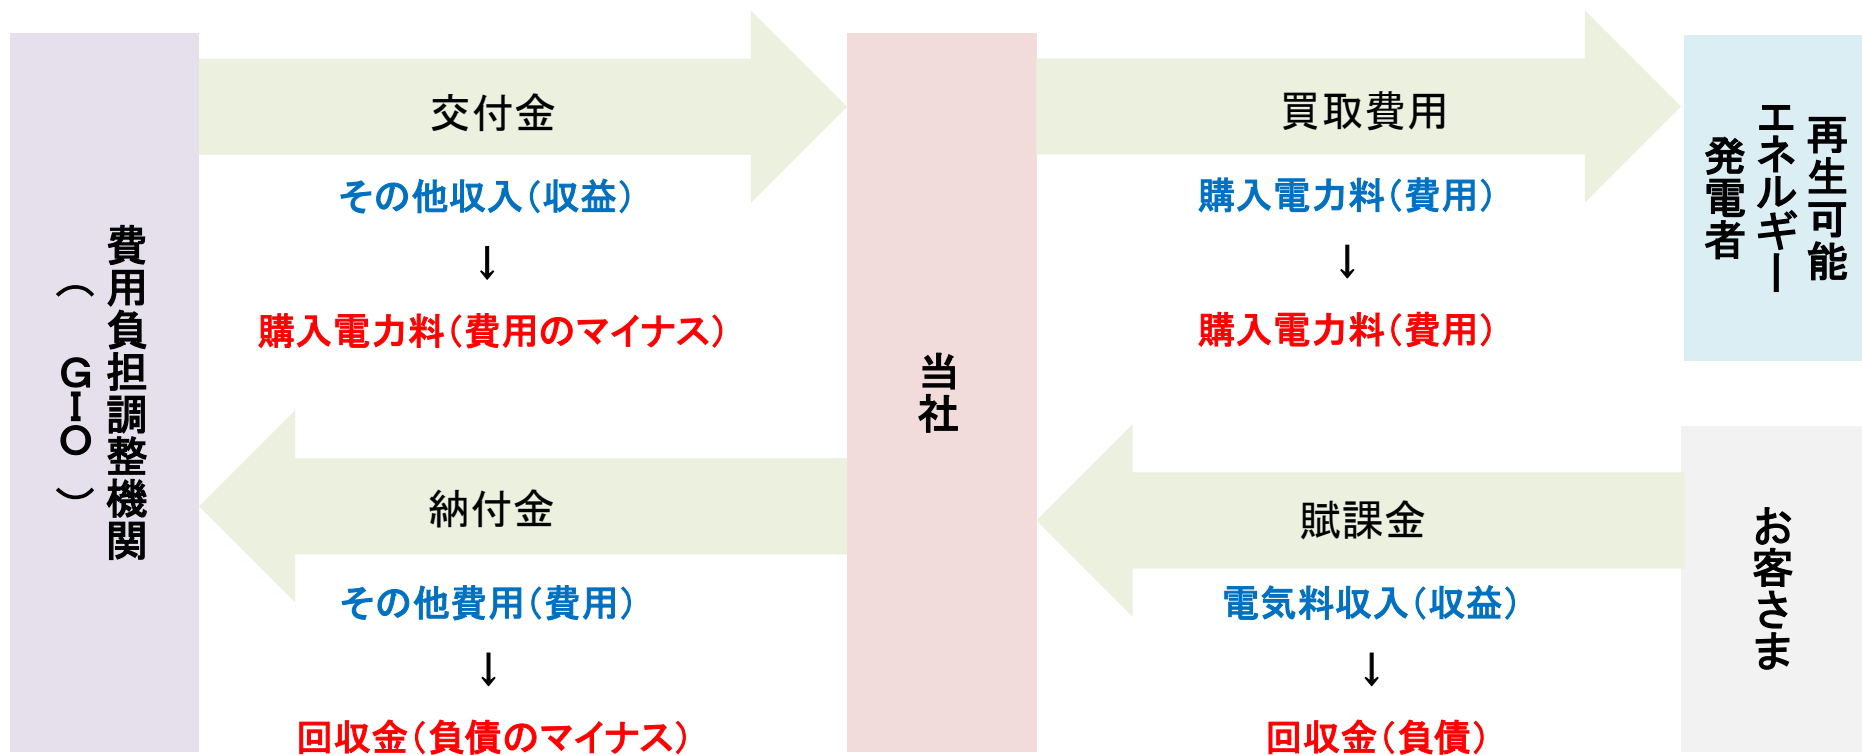 費用負担調整機関
（ＧＩＯ）
交付金
その他収入（収益）
↓
購入電力料（費用のマイナス）
納付金
その他費用（費用）
↓
回収金（負債のマイナス）
当社
買取費用
購入電力料（費用）
↓
購入電力料（費用）
賦課金
電気料収入（収益）
↓
回収金（負債）
再生可能
エネルギー
発電者
お客さま